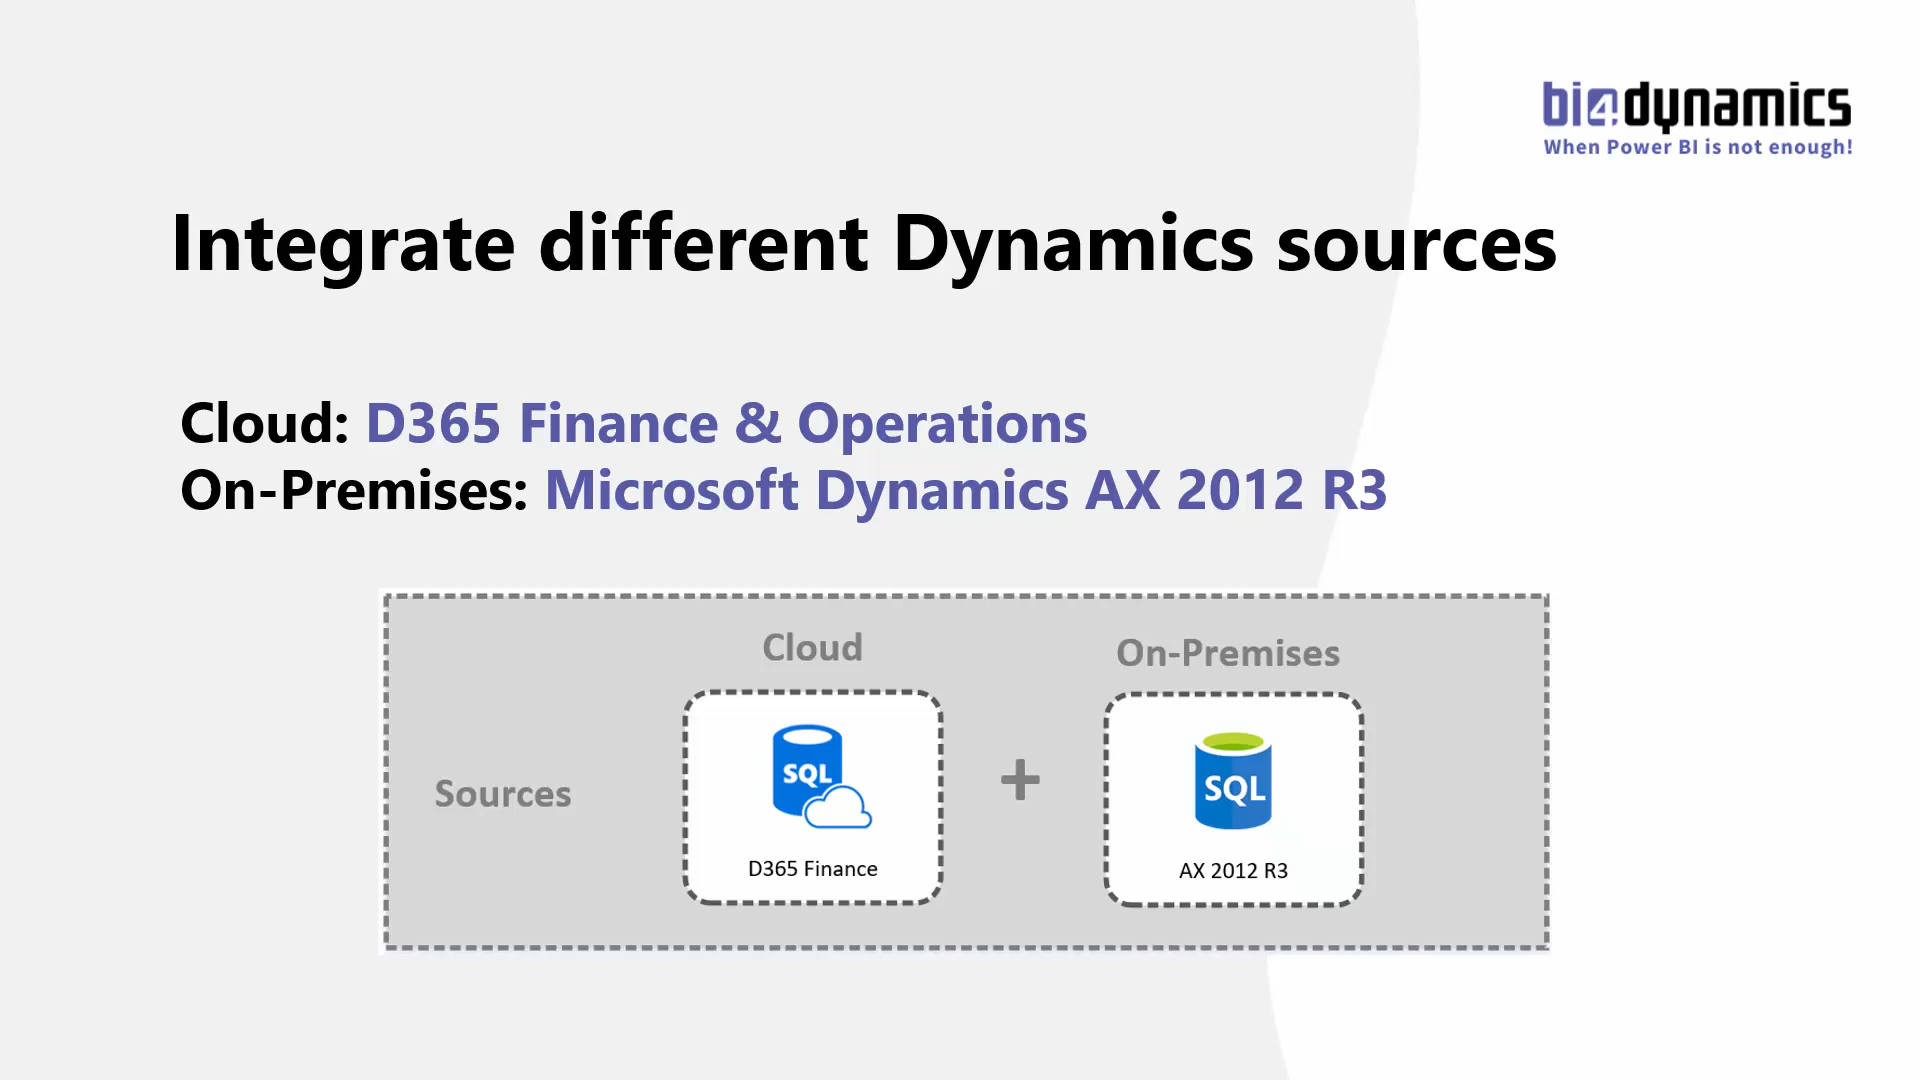 bi4dynamics
When Power BI is not enough!
Integrate different Dynamics sources
Cloud: D365 Finance & Operations
On-Premises: Microsoft Dynamics AX 2012 R3
Cloud
On-Premises
Sources
SQL
+
SQL
D365 Finance
AX 2012 R3